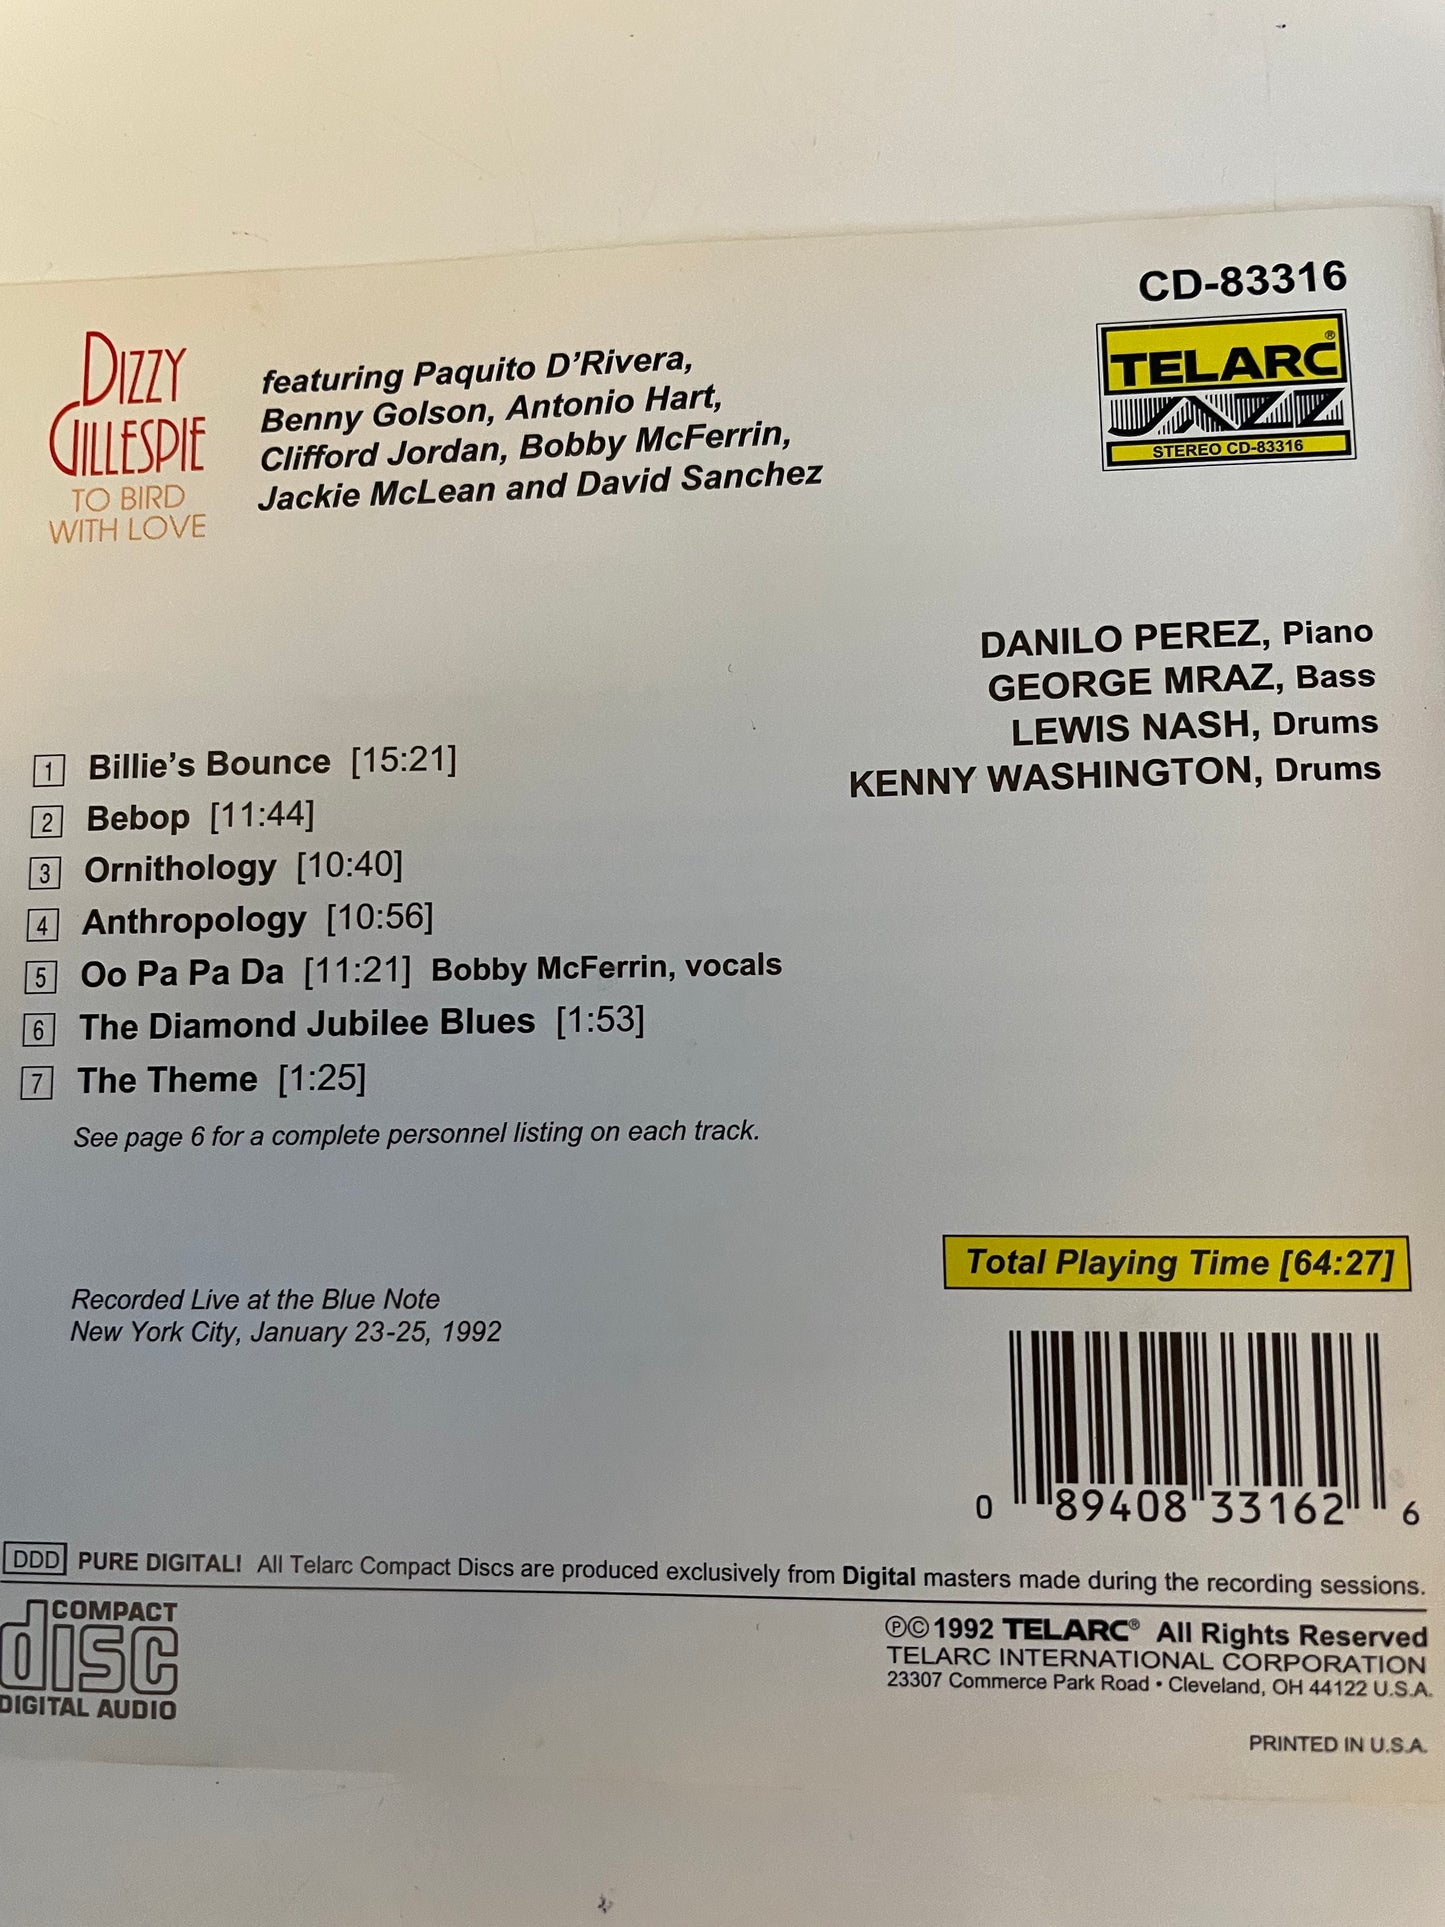 CD-83316
DIZZY
GILLESPIE
TO BIRD
WITH LOVE
featuring Paquito D'Rivera,
Benny Golson, Antonio Hart,
Clifford Jordan, Bobby McFerrin,
Jackie McLean and David Sanchez
TELARC®
JAZZ
STEREO CD-83316
DANILO PEREZ, Piano
GEORGE MRAZ, Bass
LEWIS NASH, Drums
KENNY WASHINGTON, Drums
1 Billie's Bounce [15:21]
2 Bebop [11:44]
3 Ornithology [10:40]
4 Anthropology [10:56]
5 Oo Pa Pa Da [11:21] Bobby McFerrin, vocals
6 The Diamond Jubilee Blues [1:53]
7 The Theme [1:25]
See page 6 for a complete personnel listing on each track.
Total Playing Time [64:27]
Recorded Live at the Blue Note
New York City, January 23-25, 1992
0 89408 33162 6
DDD PURE DIGITAL! All Telarc Compact Discs are produced exclusively from Digital masters made during the recording sessions.
COMPACT
disc
DIGITAL AUDIO
℗© 1992 TELARC® All Rights Reserved
TELARC INTERNATIONAL CORPORATION
23307 Commerce Park Road • Cleveland, OH 44122 U.S.A.
PRINTED IN U.S.A.